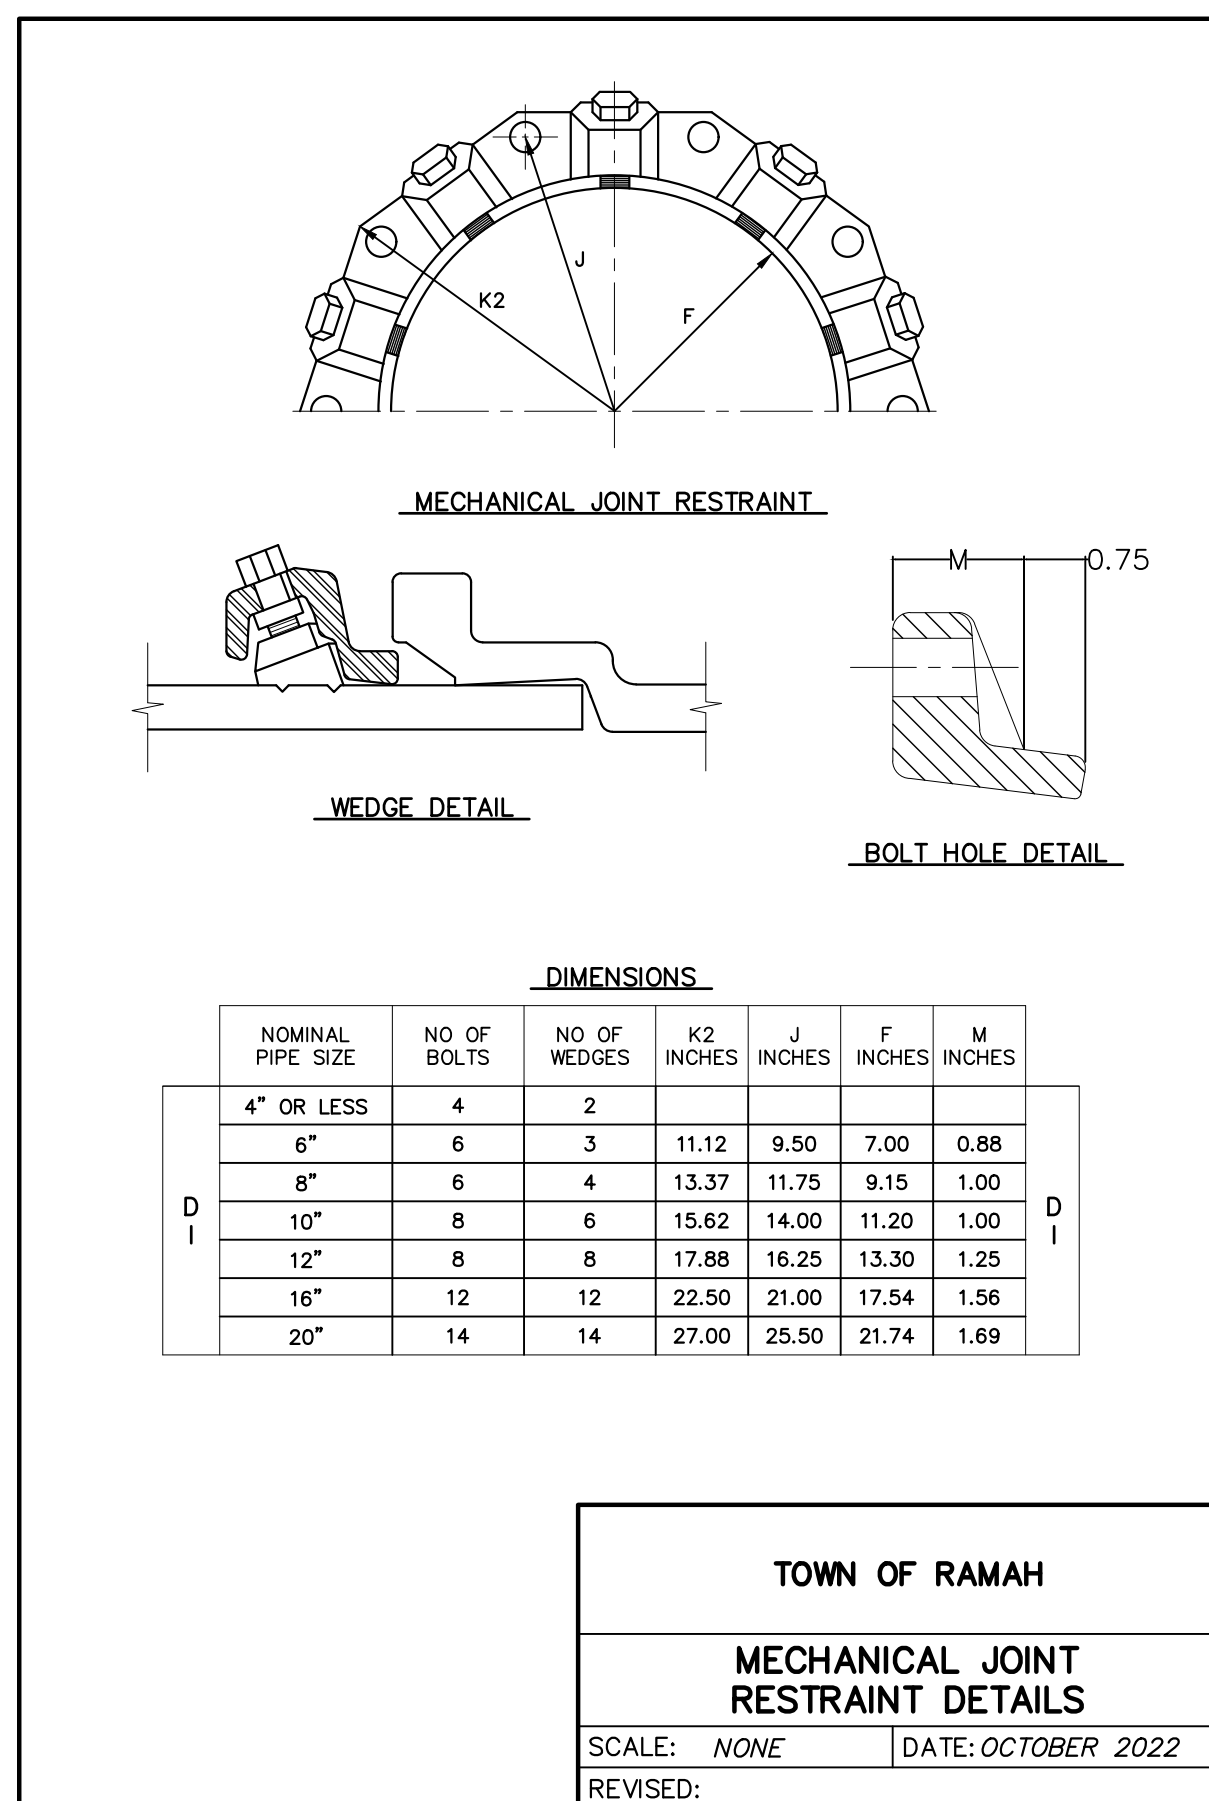 J
K2
F
MECHANICAL JOINT RESTRAINT
M 0.75
WEDGE DETAIL
BOLT HOLE DETAIL
DIMENSIONS
NOMINAL PIPE SIZE NO OF BOLTS NO OF WEDGES K2 INCHES J INCHES F INCHES M INCHES
4" OR LESS 4 2
6" 6 3 11.12 9.50 7.00 0.88
8" 6 4 13.37 11.75 9.15 1.00
D I D I
10" 8 6 15.62 14.00 11.20 1.00
12" 8 8 17.88 16.25 13.30 1.25
16" 12 12 22.50 21.00 17.54 1.56
20" 14 14 27.00 25.50 21.74 1.69
TOWN OF RAMAH
MECHANICAL JOINT
RESTRAINT DETAILS
SCALE: NONE DATE: OCTOBER 2022
REVISED: